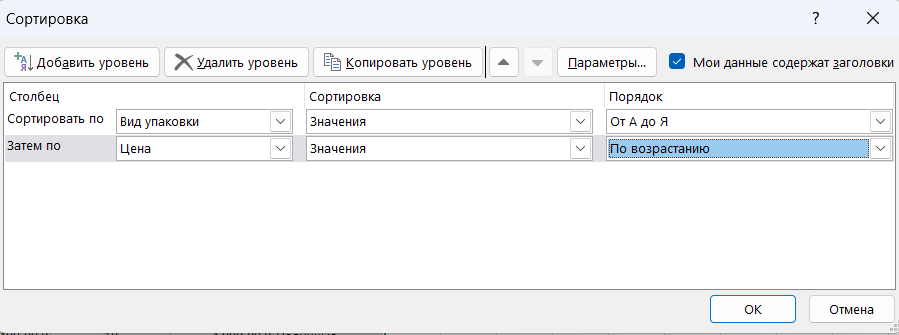 Сортировка ?
Добавить уровень Удалить уровень Копировать уровень Параметры... Мои данные содержат заголовки
Столбец Сортировка Порядок
Сортировать по Вид упаковки Значения От А до Я
Затем по Цена Значения По возрастанию
ОК Отмена